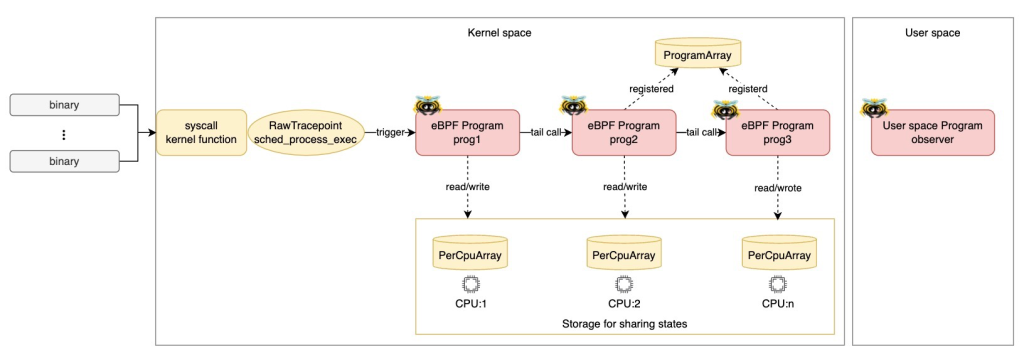 Kernel space
User space
ProgramArray
registered
registerd
binary
binary
syscall
kernel function
RawTracepoint
sched_process_exec
trigger
eBPF Program
prog1
tail call
eBPF Program
prog2
tail call
eBPF Program
prog3
User space Program
observer
read/write
read/write
read/wrote
PerCpuArray
PerCpuArray
PerCpuArray
CPU:1
CPU:2
CPU:n
Storage for sharing states